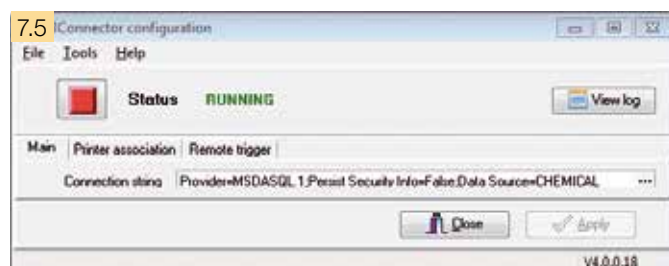 7.5 Connector configuration
File Tools Help
Status RUNNING View log
Main Printer association Remote trigger
Connection string Provider=MSDASQL.1;Persist Security Info=False;Data Source=CHEMICAL ...
Close Apply
V4.0.0.18